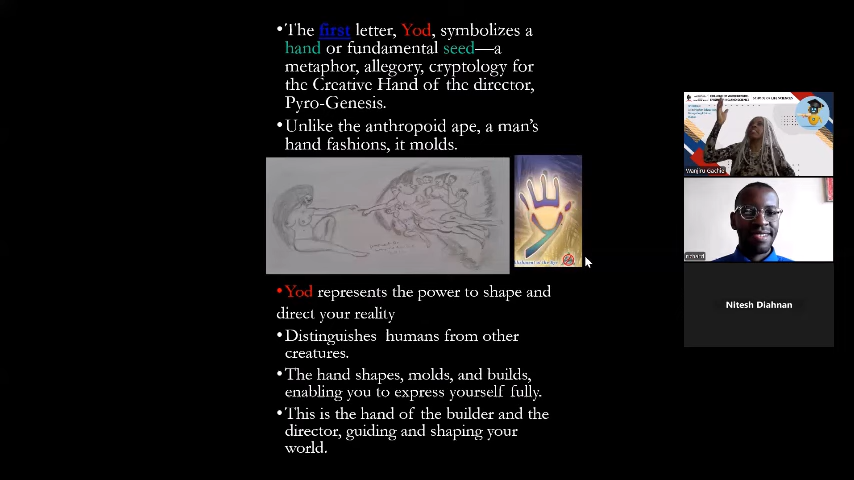 •The first letter, Yod, symbolizes a
hand or fundamental seed—a
metaphor, allegory, cryptology for
the Creative Hand of the director,
Pyro-Genesis.
•Unlike the anthropoid ape, a man's
hand fashions, it molds.
•Yod represents the power to shape and
direct your reality
•Distinguishes humans from other
creatures.
•The hand shapes, molds, and builds,
enabling you to express yourself fully.
•This is the hand of the builder and the
director, guiding and shaping your
world.
Wanjiru Gachie
richard
Nitesh Diahnan